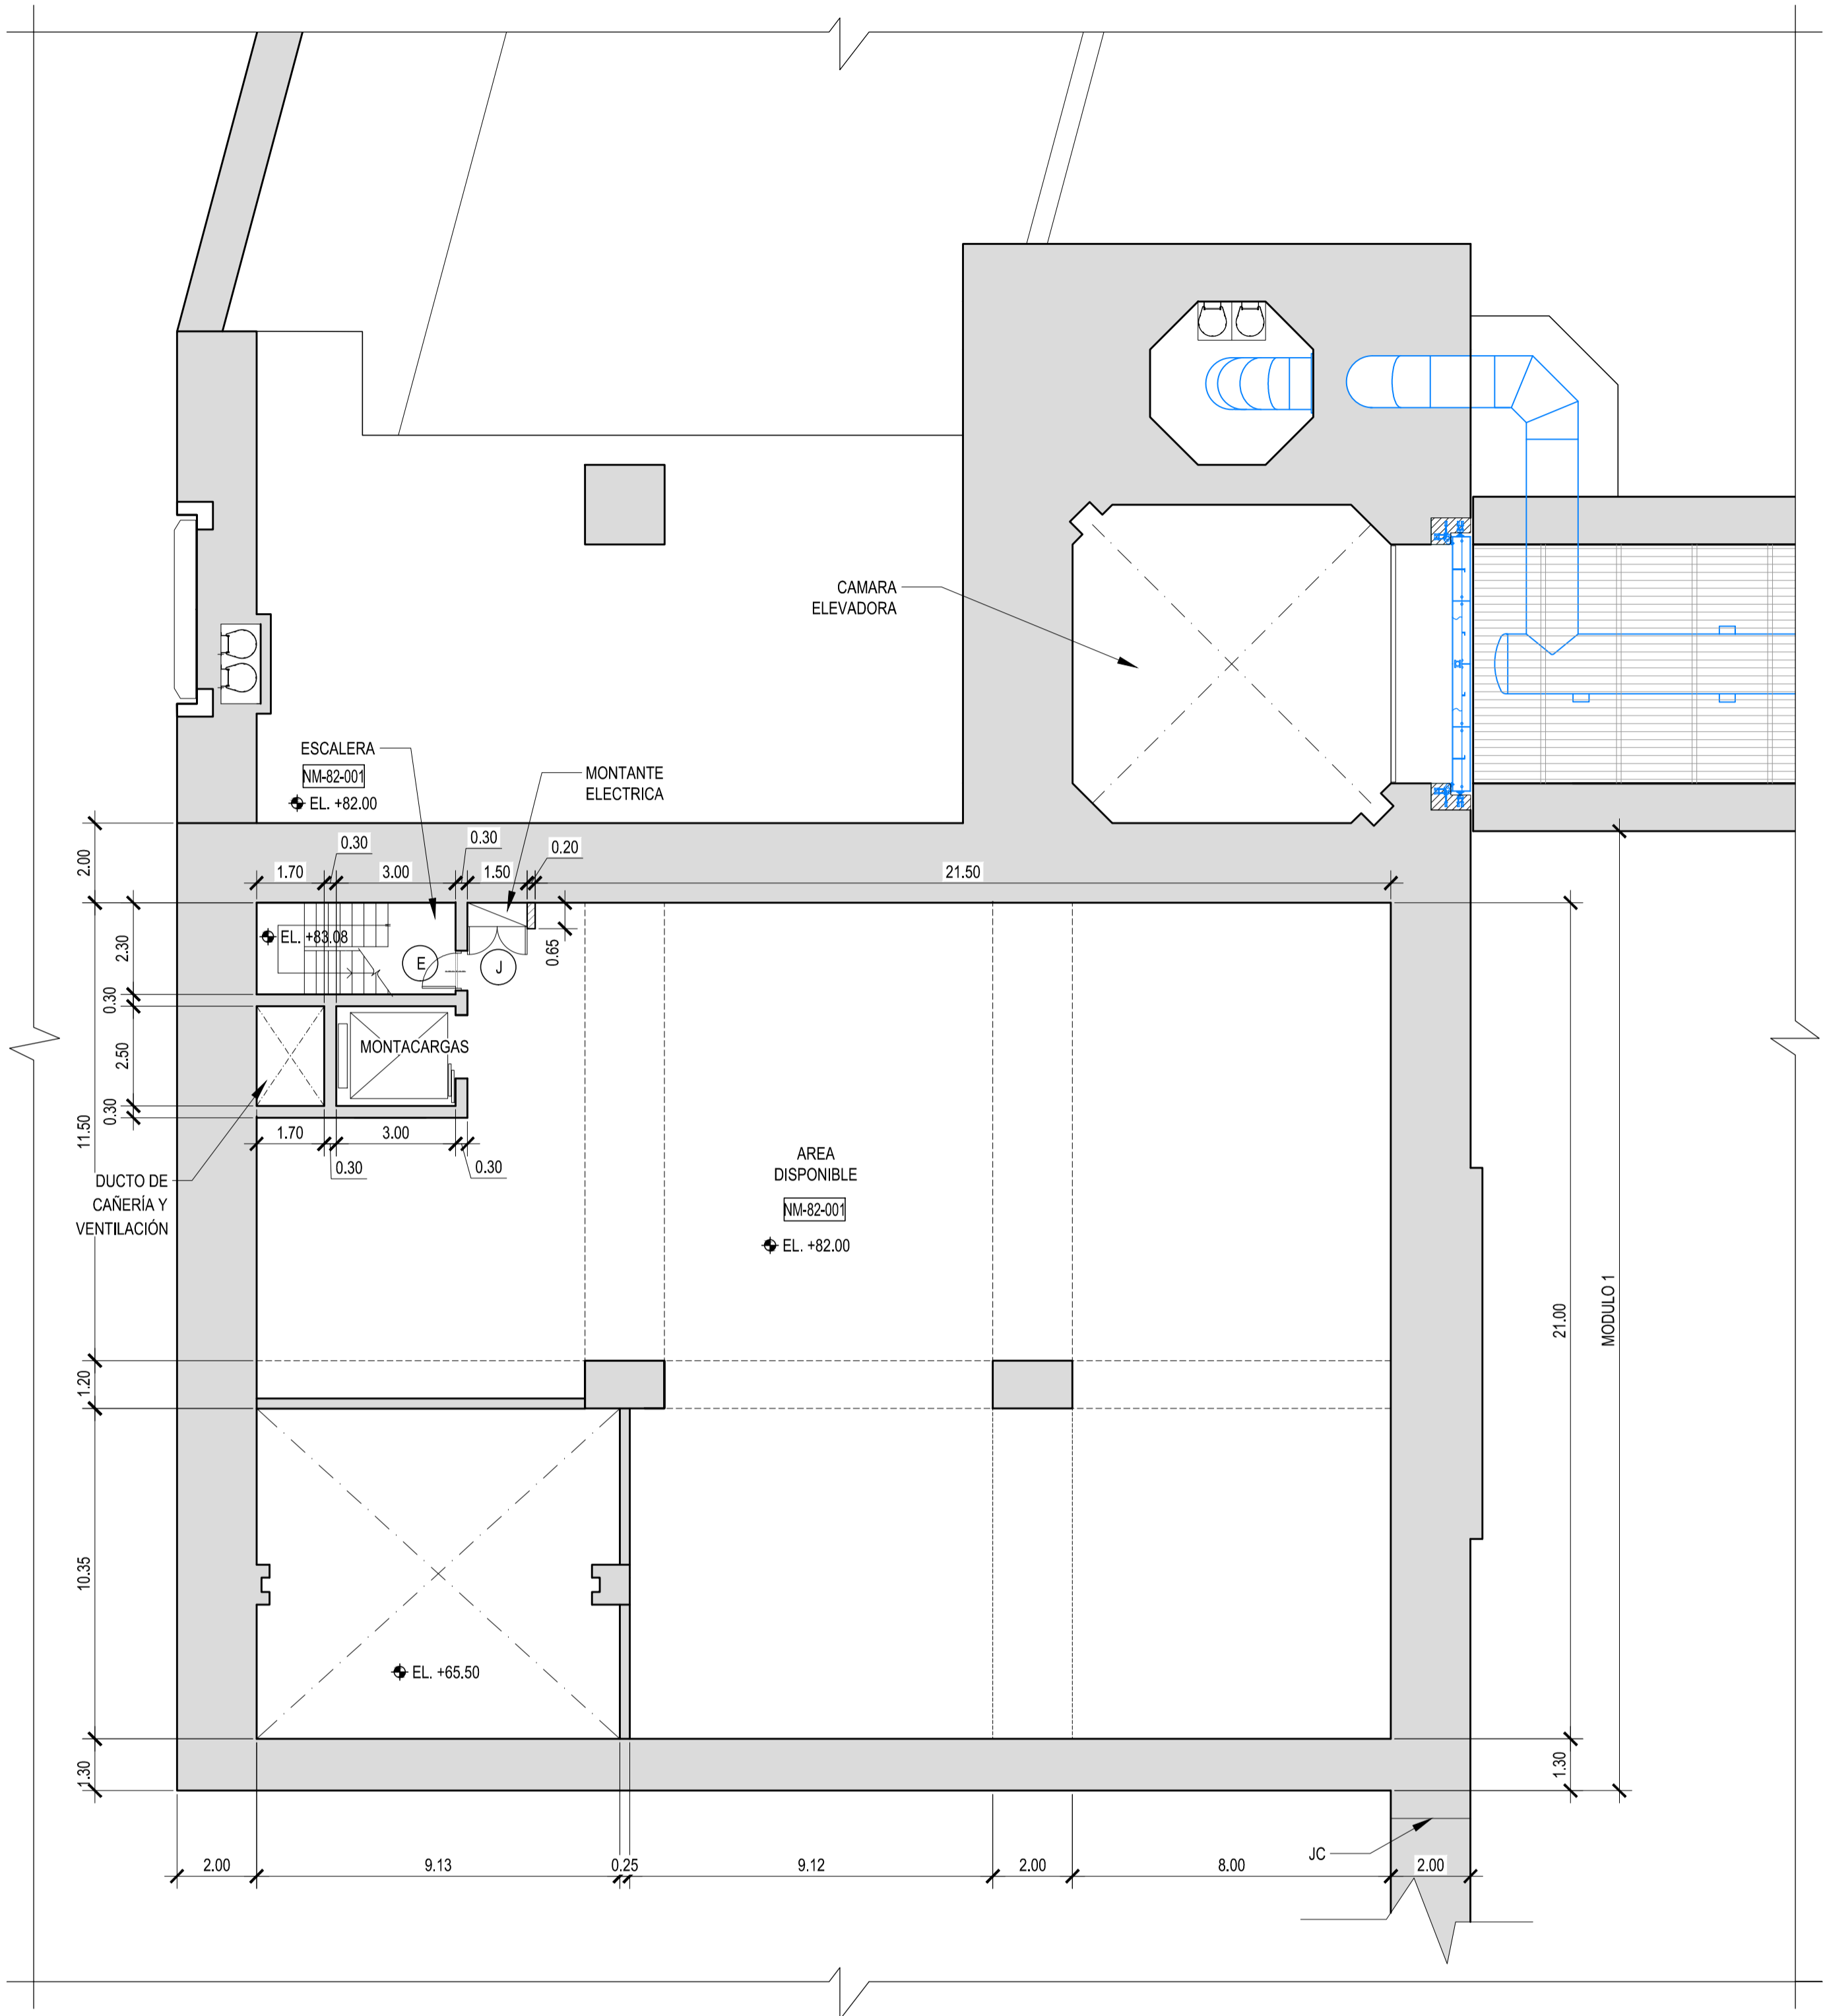 CAMARA
ELEVADORA
ESCALERA
NM-82-001
EL. +82.00
MONTANTE
ELECTRICA
2.00
0.30
0.30
0.20
1.70
3.00
1.50
21.50
EL. +83.08
E
J
0.65
2.30
0.30
2.50
0.30
11.50
MONTACARGAS
1.70
3.00
0.30
0.30
DUCTO DE
CAÑERÍA Y
VENTILACIÓN
AREA
DISPONIBLE
NM-82-001
EL. +82.00
21.00
MODULO 1
1.20
10.35
EL. +65.50
1.30
1.30
JC
2.00
9.13
0.25
9.12
2.00
8.00
2.00